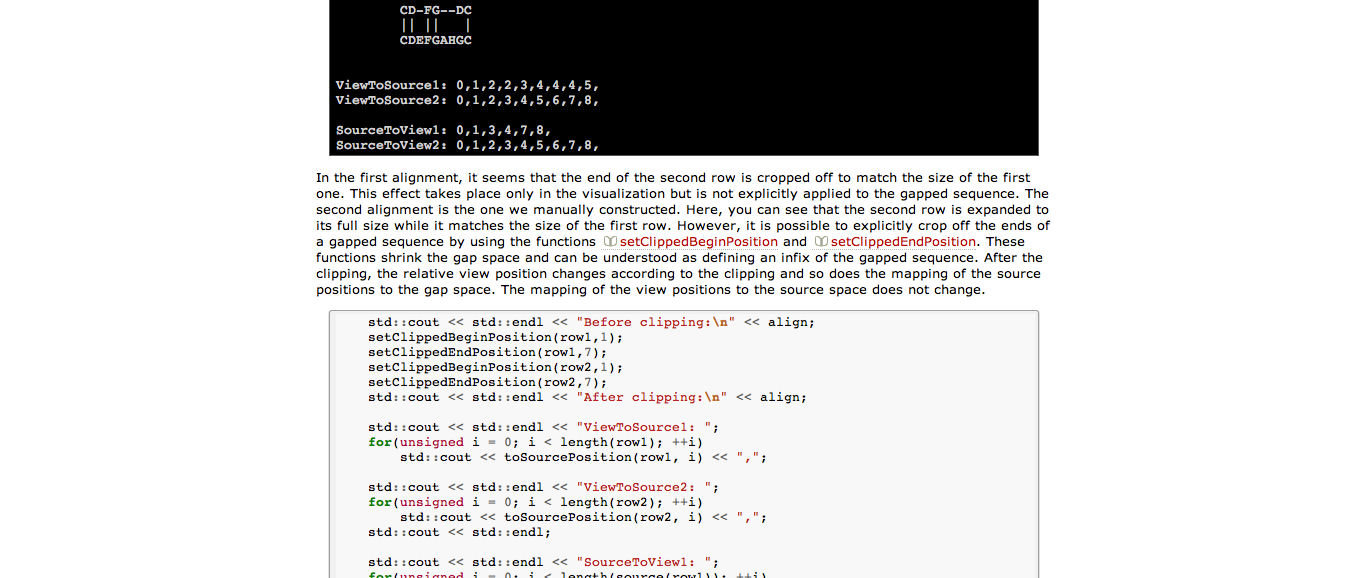 CD-FG--DC
|| ||   |
CDEFGAHGC
ViewToSource1: 0,1,2,2,3,4,4,4,5,
ViewToSource2: 0,1,2,3,4,5,6,7,8,
SourceToView1: 0,1,3,4,7,8,
SourceToView2: 0,1,2,3,4,5,6,7,8,
In the first alignment, it seems that the end of the second row is cropped off to match the size of the first
one. This effect takes place only in the visualization but is not explicitly applied to the gapped sequence. The
second alignment is the one we manually constructed. Here, you can see that the second row is expanded to
its full size while it matches the size of the first row. However, it is possible to explicitly crop off the ends of
a gapped sequence by using the functions setClippedBeginPosition and setClippedEndPosition. These
functions shrink the gap space and can be understood as defining an infix of the gapped sequence. After the
clipping, the relative view position changes according to the clipping and so does the mapping of the source
positions to the gap space. The mapping of the view positions to the source space does not change.
std::cout << std::endl << "Before clipping:\n" << align;
setClippedBeginPosition(row1,1);
setClippedEndPosition(row1,7);
setClippedBeginPosition(row2,1);
setClippedEndPosition(row2,7);
std::cout << std::endl << "After clipping:\n" << align;
std::cout << std::endl << "ViewToSource1: ";
for(unsigned i = 0; i < length(row1); ++i)
    std::cout << toSourcePosition(row1, i) << ",";
std::cout << std::endl << "ViewToSource2: ";
for(unsigned i = 0; i < length(row2); ++i)
    std::cout << toSourcePosition(row2, i) << ",";
std::cout << std::endl;
std::cout << std::endl << "SourceToView1: ";
for(unsigned i = 0; i < length(source(row1)); ++i)